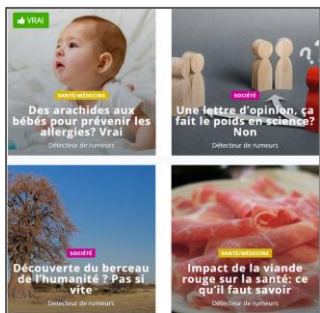 VRAI
SANTÉ/MÉDECINE
Des arachides aux
bébés pour prévenir les
allergies? Vrai
Détecteur de rumeurs
SOCIÉTÉ
Une lettre d'opinion, ça
fait le poids en science?
Non
Détecteur de rumeurs
SOCIÉTÉ
Découverte du berceau
de l'humanité ? Pas si
vite
Détecteur de rumeurs
SANTÉ/MÉDECINE
Impact de la viande
rouge sur la santé: ce
qu'il faut savoir
Détecteur de rumeurs